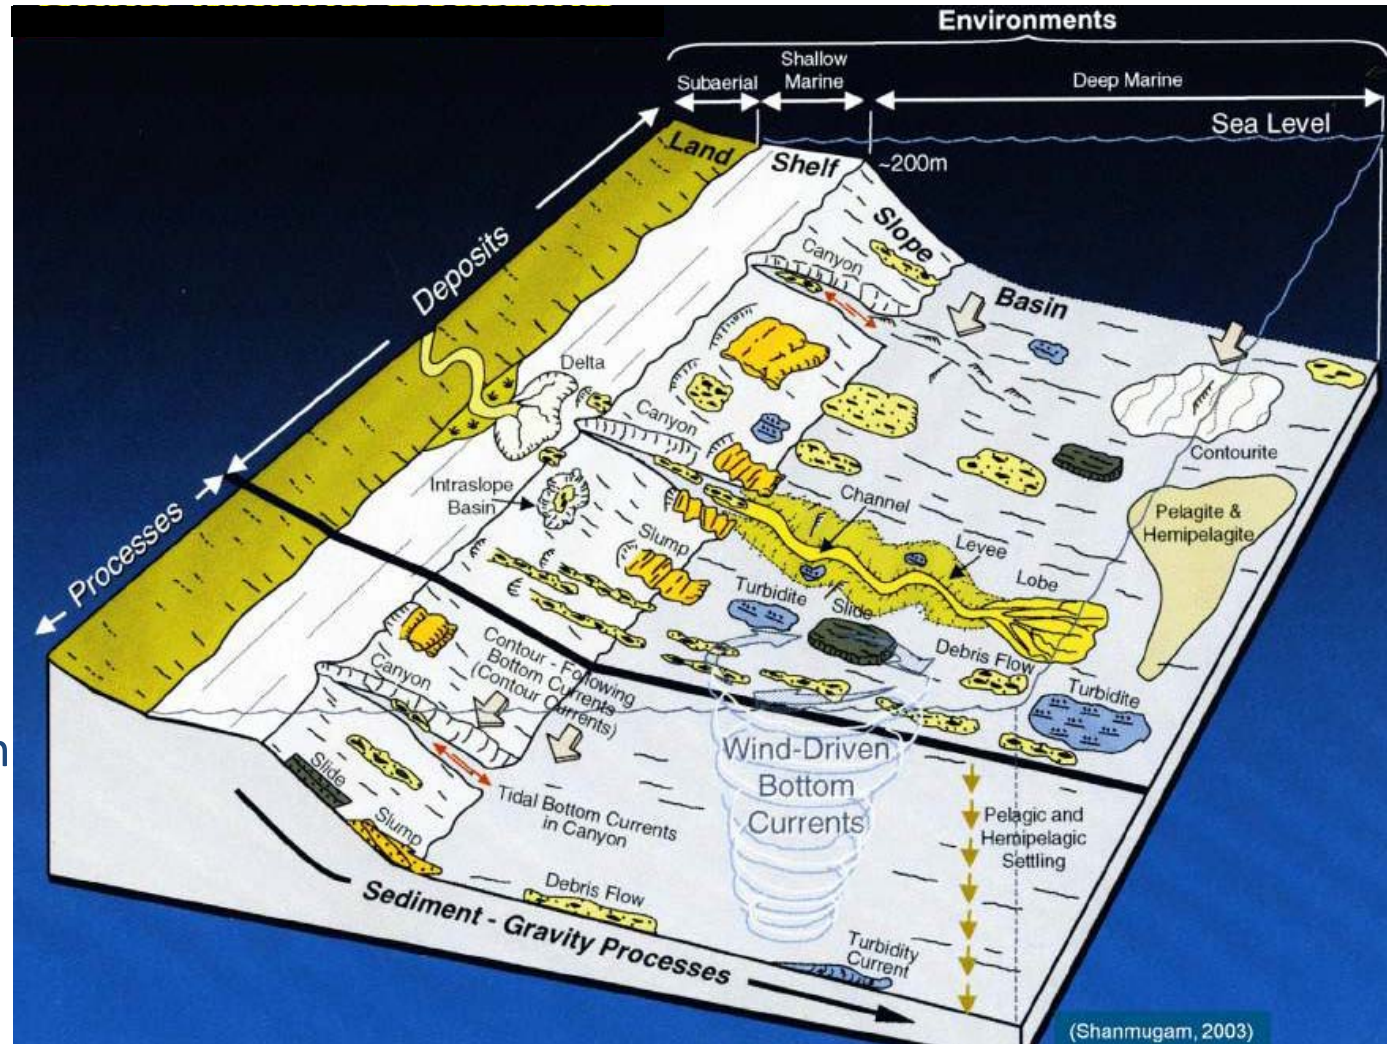 Environments
Subaerial
Shallow
Marine
Deep Marine
Sea Level
Land
Shelf
~200m
Slope
Canyon
Basin
Deposits
Delta
Canyon
Contourite
Intraslope
Basin
Channel
Pelagite &
Hemipelagite
Processes
Slump
Levee
Lobe
Turbidite
Slide
Debris Flow
Turbidite
Contour - Following
Bottom Currents
(Contour Currents)
Canyon
n
Wind-Driven
Bottom
Currents
Slide
Tidal Bottom Currents
in Canyon
Pelagic and
Hemipelagic
Settling
Slump
Debris Flow
Sediment - Gravity Processes
Turbidity
Current
(Shanmugam, 2003)